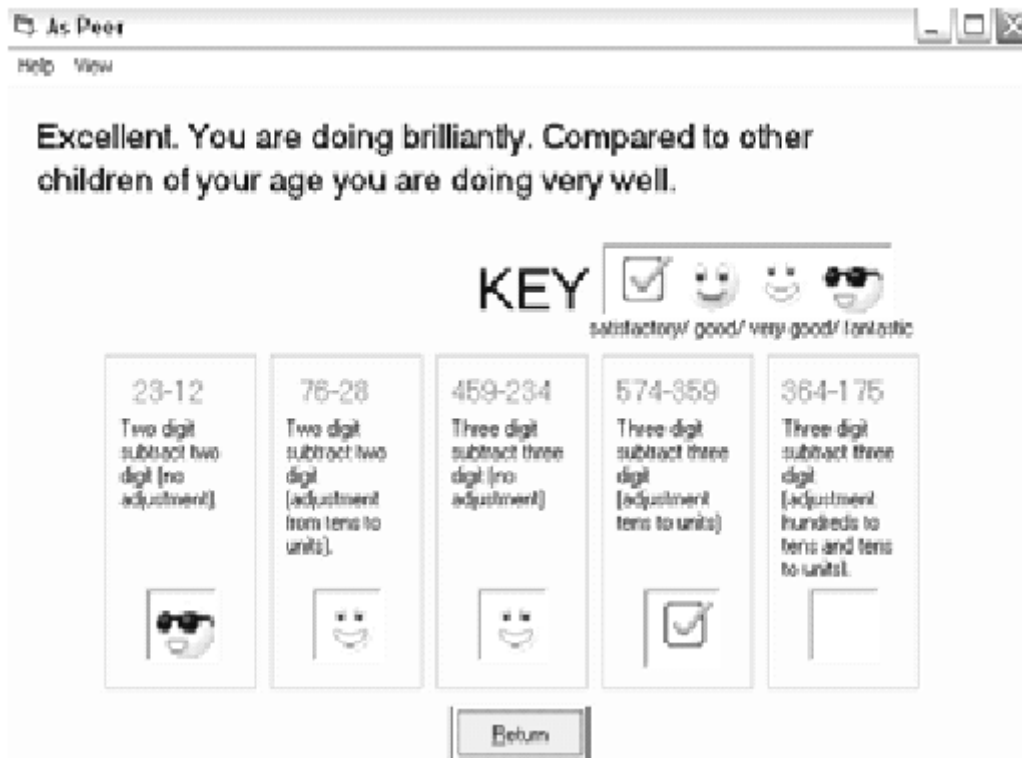 As Peer
Help View
Excellent. You are doing brilliantly. Compared to other
children of your age you are doing very well.
KEY
satisfactory/ good/ very good/ fantastic
23-12
Two digit
subtract two
digit (no
adjustment)
76-28
Two digit
subtract two
digit
(adjustment
from tens to
units).
459-234
Three digit
subtract three
digit (no
adjustment)
574-359
Three digit
subtract three
digit
(adjustment
tens to units)
364-175
Three digit
subtract three
digit
(adjustment
hundreds to
tens and tens
to units).
Return